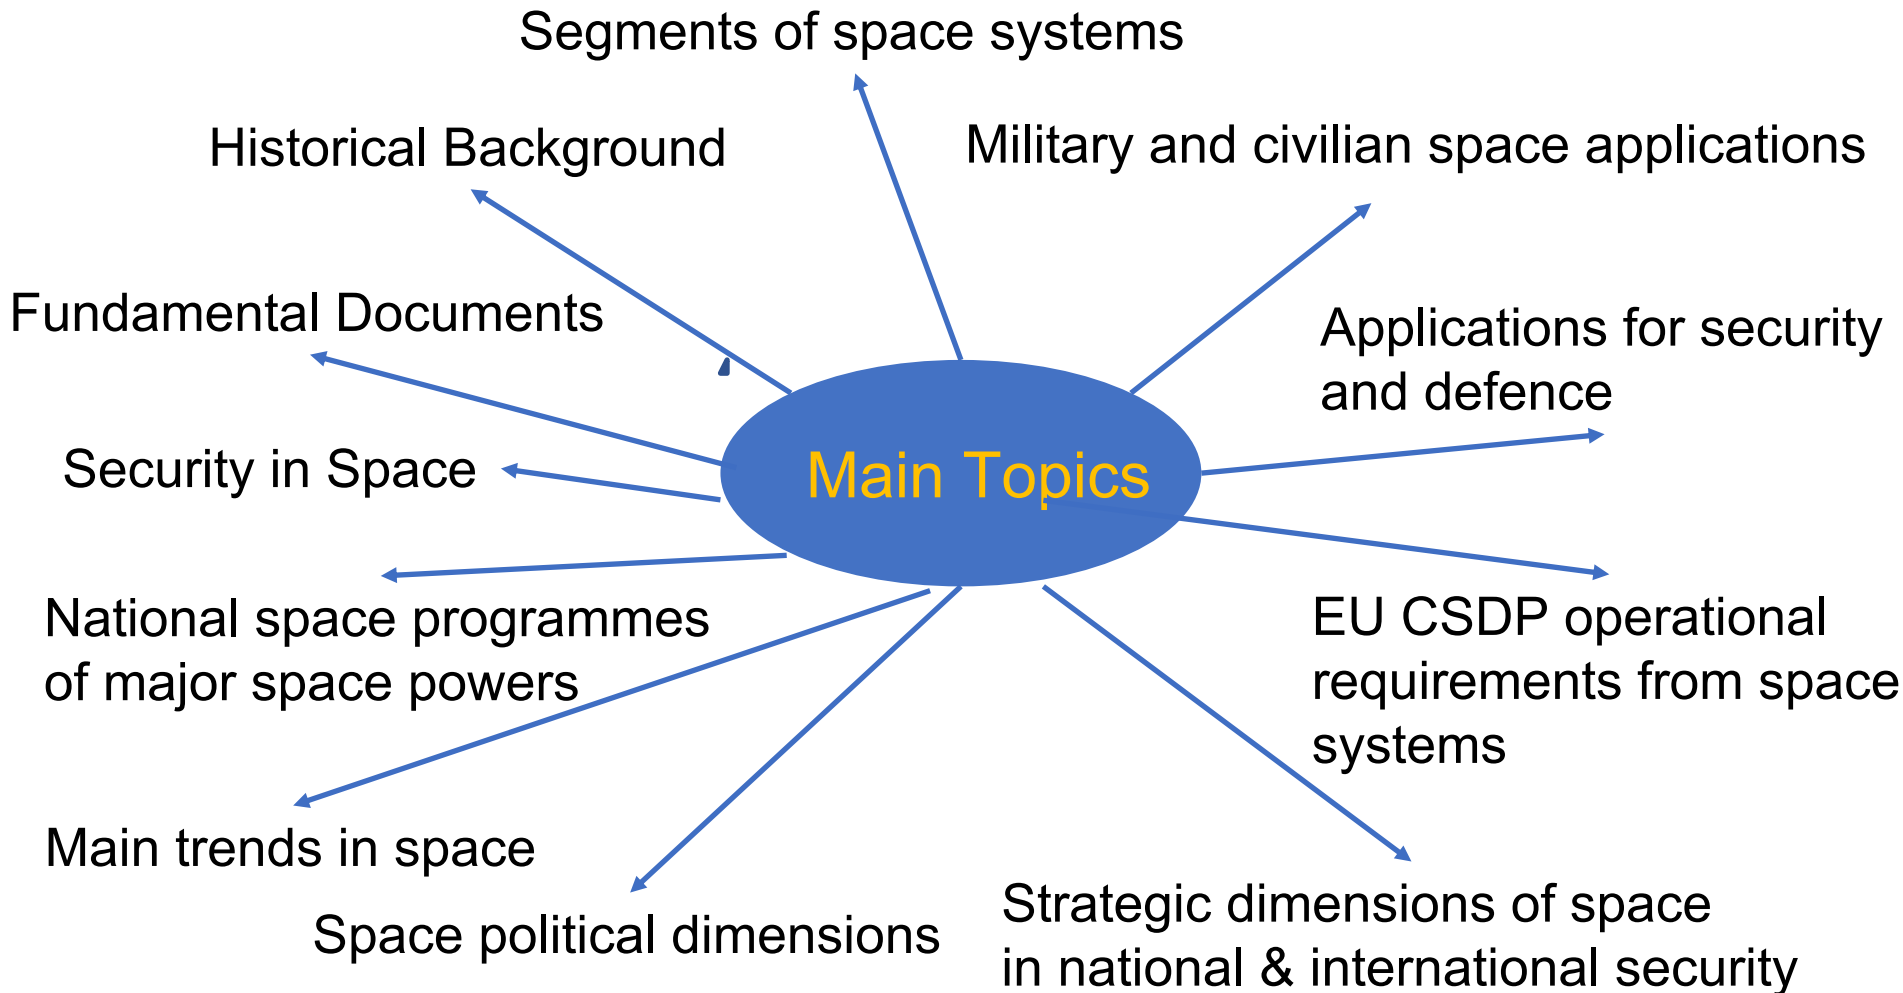 Segments of space systems
Historical Background
Military and civilian space applications
Fundamental Documents
Applications for security
and defence
Security in Space
Main Topics
National space programmes
of major space powers
EU CSDP operational
requirements from space
systems
Main trends in space
Space political dimensions
Strategic dimensions of space
in national & international security